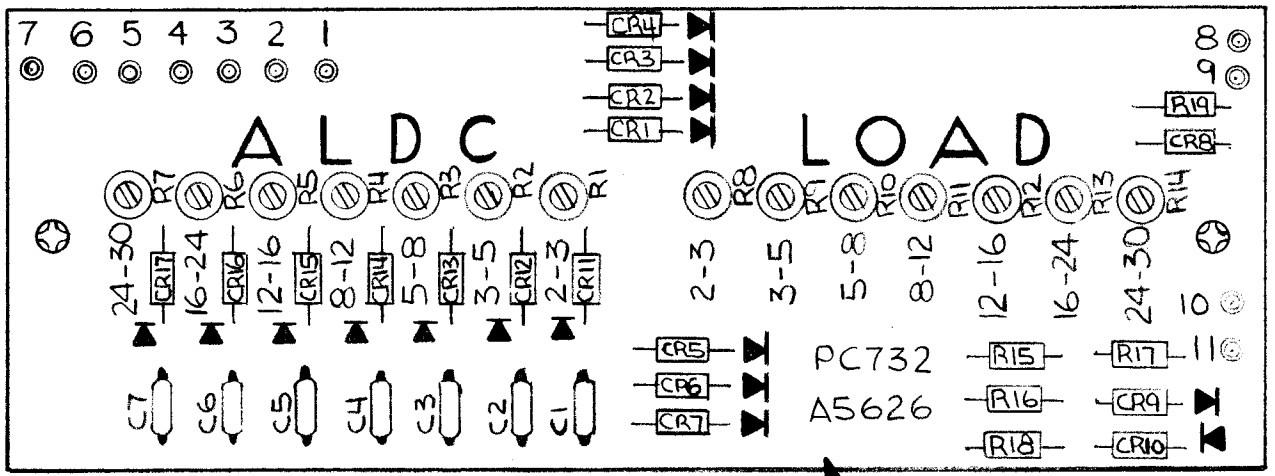 7 6 5 4 3 2 1
CR4
CR3
CR2
CR1
8
9
R19
CR8
ALDC
LOAD
R7 R6 R5 R4 R3 R2 R1
R8 R9 R10 R11 R12 R13 R14
24-30 16-24 12-16 8-12 5-8 3-5 2-3
CR17 CR16 CR15 CR14 CR13 CR12 CR11
2-3 3-5 5-8 8-12 12-16 16-24 24-30
10
11
C7 C6 C5 C4 C3 C2 C1
CR5
CR6
CR7
PC732
A5626
R15
R16
R18
R17
CR9
CR10